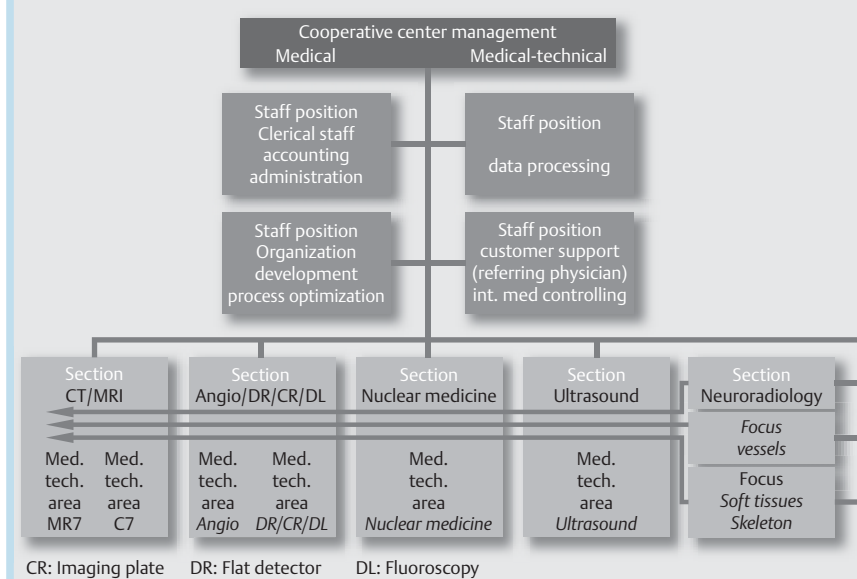 Cooperative center management
Medical Medical-technical
Staff position
Clerical staff
accounting
administration
Staff position
data processing
Staff position
Organization
development
process optimization
Staff position
customer support
(referring physician)
int. med controlling
Section
CT/MRI
Med. Med.
tech. tech.
area area
MR7 C7
Section
Angio/DR/CR/DL
Med. Med.
tech. tech.
area area
Angio DR/CR/DL
Section
Nuclear medicine
Med.
tech.
area
Nuclear medicine
Section
Ultrasound
Med.
tech.
area
Ultrasound
Section
Neuroradiology
Focus
vessels
Focus
Soft tissues
Skeleton
CR: Imaging plate DR: Flat detector DL: Fluoroscopy